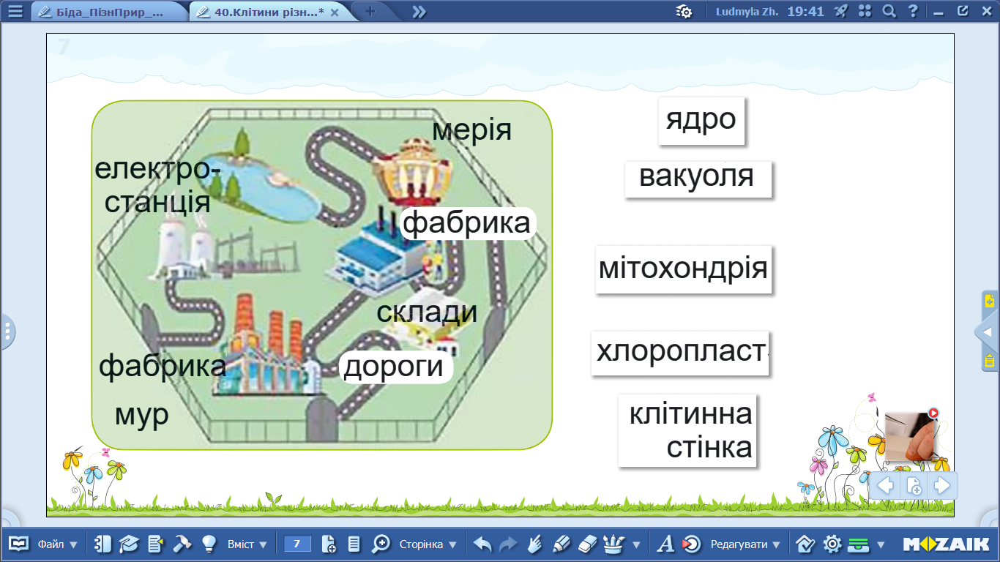 Біда_ПізнПрир_...
40.Клітини різн...*
Ludmyla Zh.
19:41
7
мерія
електро-
станція
фабрика
склади
фабрика
дороги
мур
ядро
вакуоля
мітохондрія
хлоропласт
клітинна
стінка
Файл
Вміст
7
Сторінка
Редагувати
MOZAIK